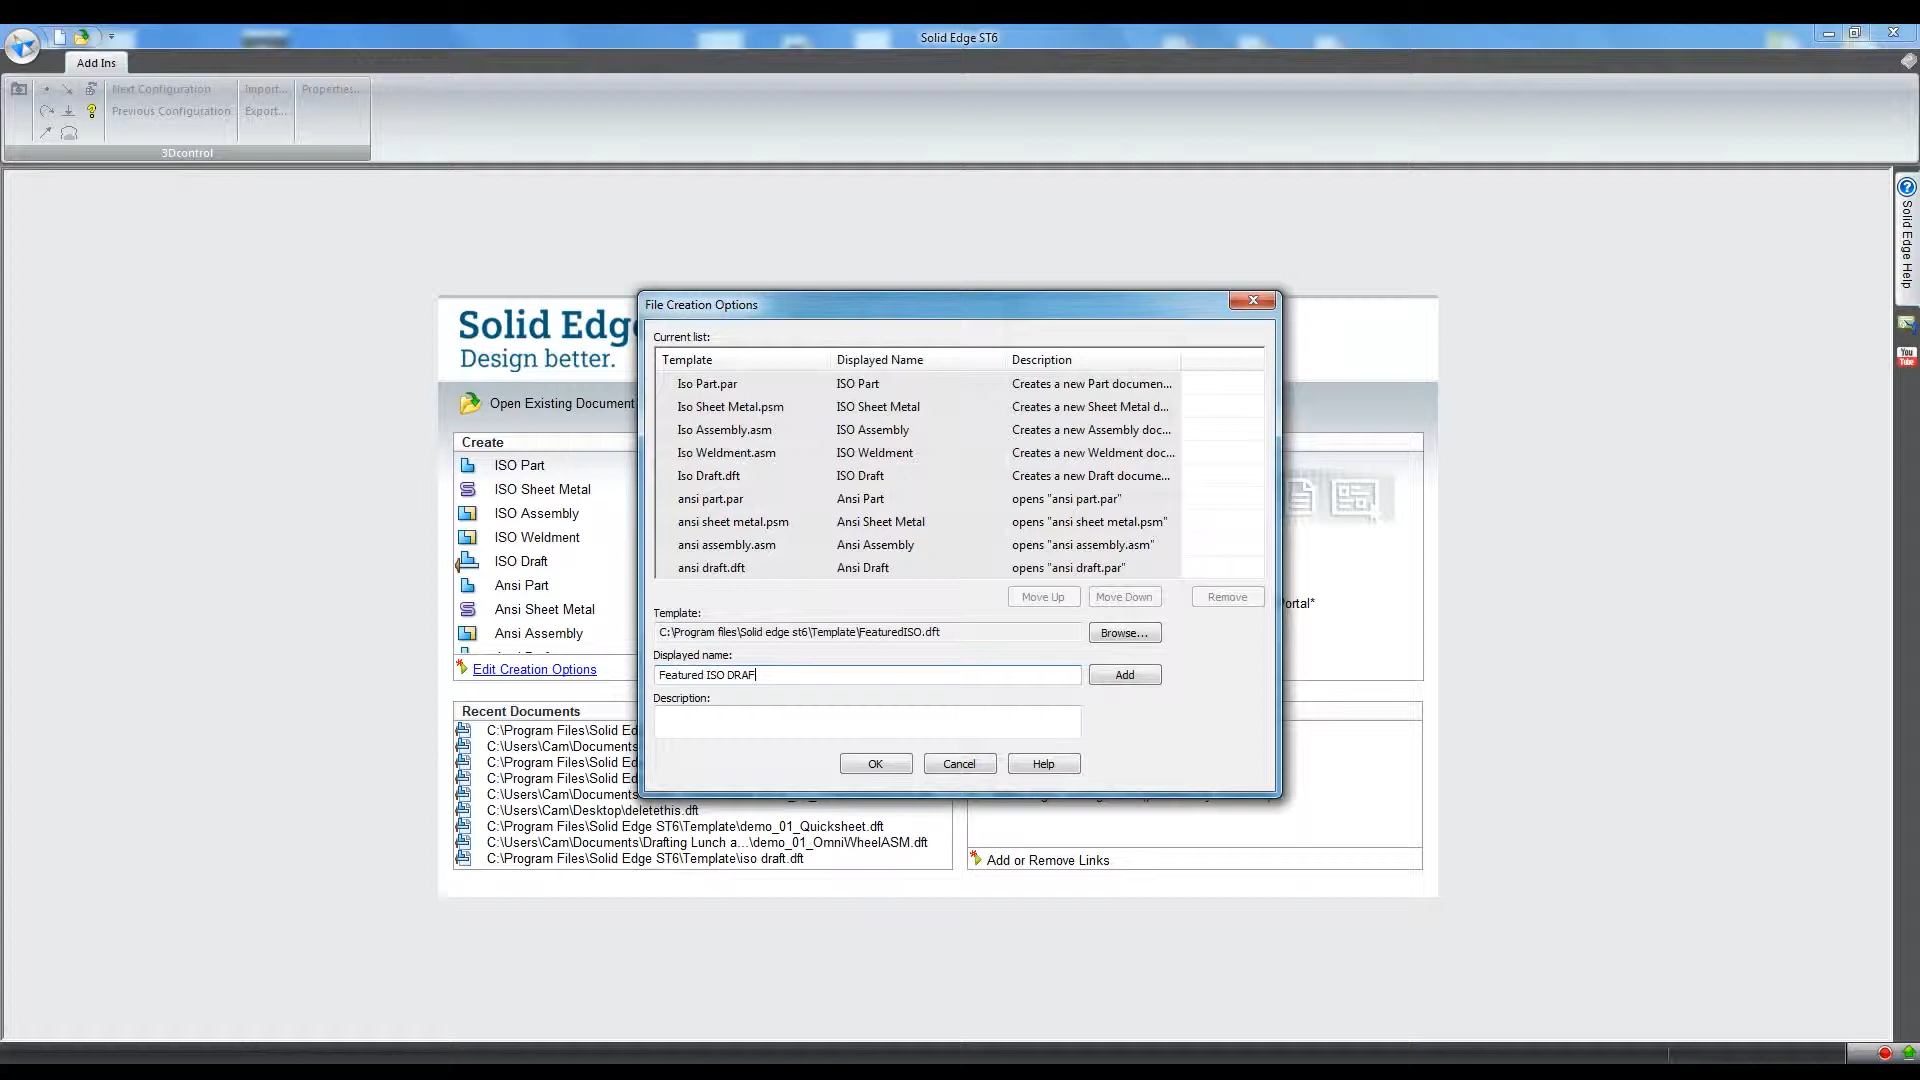 Solid Edge ST6
Add Ins
Next Configuration
Import...
Properties...
Previous Configuration
Export...
3Dcontrol
Solid Edge Help
You
Tube
Solid Edg
Design better.
Open Existing Document
Create
ISO Part
ISO Sheet Metal
ISO Assembly
ISO Weldment
ISO Draft
Ansi Part
Ansi Sheet Metal
Ansi Assembly
Edit Creation Options
Recent Documents
C:\Program Files\Solid Ed
C:\Users\Cam\Documents
C:\Program Files\Solid Ed
C:\Program Files\Solid Ed
C:\Users\Cam\Documents
C:\Users\Cam\Desktop\deletethis.dft
C:\Program Files\Solid Edge ST6\Template\demo_01_Quicksheet.dft
C:\Users\Cam\Documents\Drafting Lunch a...\demo_01_OmniWheelASM.dft
C:\Program Files\Solid Edge ST6\Template\iso draft.dft
File Creation Options
Current list:
Template Displayed Name Description
Iso Part.par ISO Part Creates a new Part documen...
Iso Sheet Metal.psm ISO Sheet Metal Creates a new Sheet Metal d...
Iso Assembly.asm ISO Assembly Creates a new Assembly doc...
Iso Weldment.asm ISO Weldment Creates a new Weldment doc...
Iso Draft.dft ISO Draft Creates a new Draft docume...
ansi part.par Ansi Part opens "ansi part.par"
ansi sheet metal.psm Ansi Sheet Metal opens "ansi sheet metal.psm"
ansi assembly.asm Ansi Assembly opens "ansi assembly.asm"
ansi draft.dft Ansi Draft opens "ansi draft.par"
Move Up Move Down Remove
Template:
C:\Program files\Solid edge st6\Template\FeaturedISO.dft
Browse...
Displayed name:
Featured ISO DRAF
Add
Description:
OK Cancel Help
ortal*
Add or Remove Links